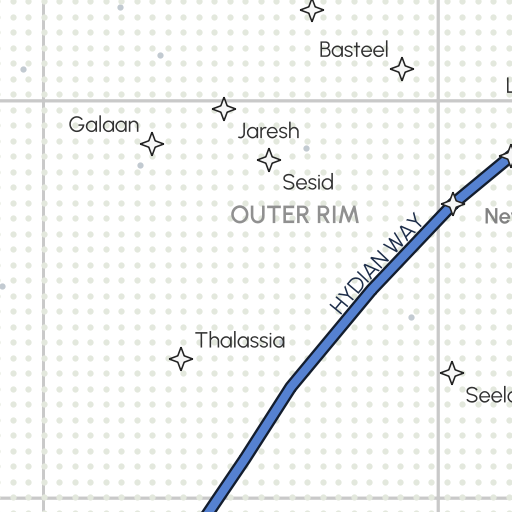 Basteel
Galaan
Jaresh
Sesid
OUTER RIM
HYDIAN WAY
Thalassia